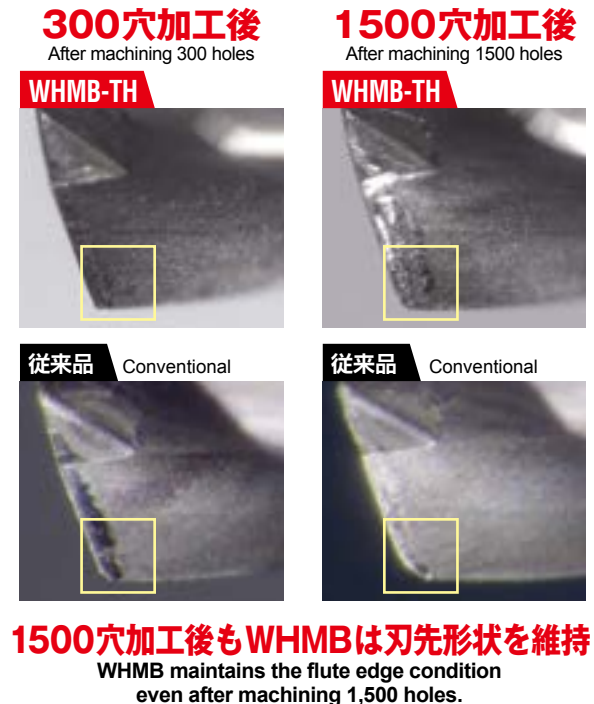 300穴加工後
After machining 300 holes
WHMB-TH
従来品 Conventional
1500穴加工後
After machining 1500 holes
WHMB-TH
従来品 Conventional
1500穴加工後もWHMBは刃先形状を維持
WHMB maintains the flute edge condition
even after machining 1,500 holes.